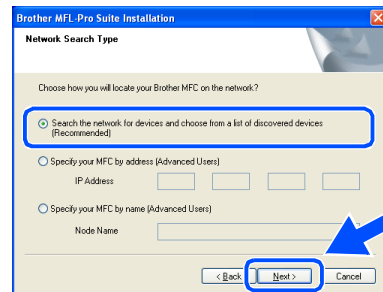 Brother MFL-Pro Suite Installation
Network Search Type
Choose how you will locate your Brother MFC on the network?
Search the network for devices and choose from a list of discovered devices
(Recommended)
Specify your MFC by address (Advanced Users)
IP Address
Specify your MFC by name (Advanced Users)
Node Name
< Back
Next >
Cancel